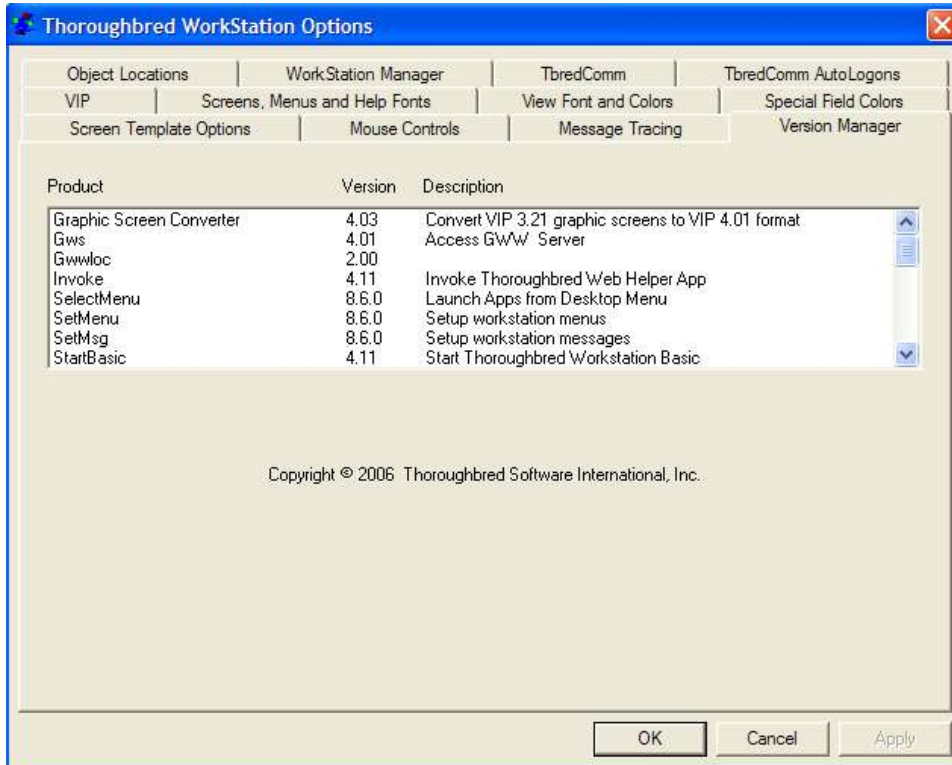 Thoroughbred WorkStation Options
Object Locations WorkStation Manager TbredComm TbredComm AutoLogons
VIP Screens, Menus and Help Fonts View Font and Colors Special Field Colors
Screen Template Options Mouse Controls Message Tracing Version Manager
Product Version Description
Graphic Screen Converter 4.03 Convert VIP 3.21 graphic screens to VIP 4.01 format
Gws 4.01 Access GWW Server
Gwwloc 2.00
Invoke 4.11 Invoke Thoroughbred Web Helper App
SelectMenu 8.6.0 Launch Apps from Desktop Menu
SetMenu 8.6.0 Setup workstation menus
SetMsg 8.6.0 Setup workstation messages
StartBasic 4.11 Start Thoroughbred Workstation Basic
Copyright © 2006 Thoroughbred Software International, Inc.
OK Cancel Apply